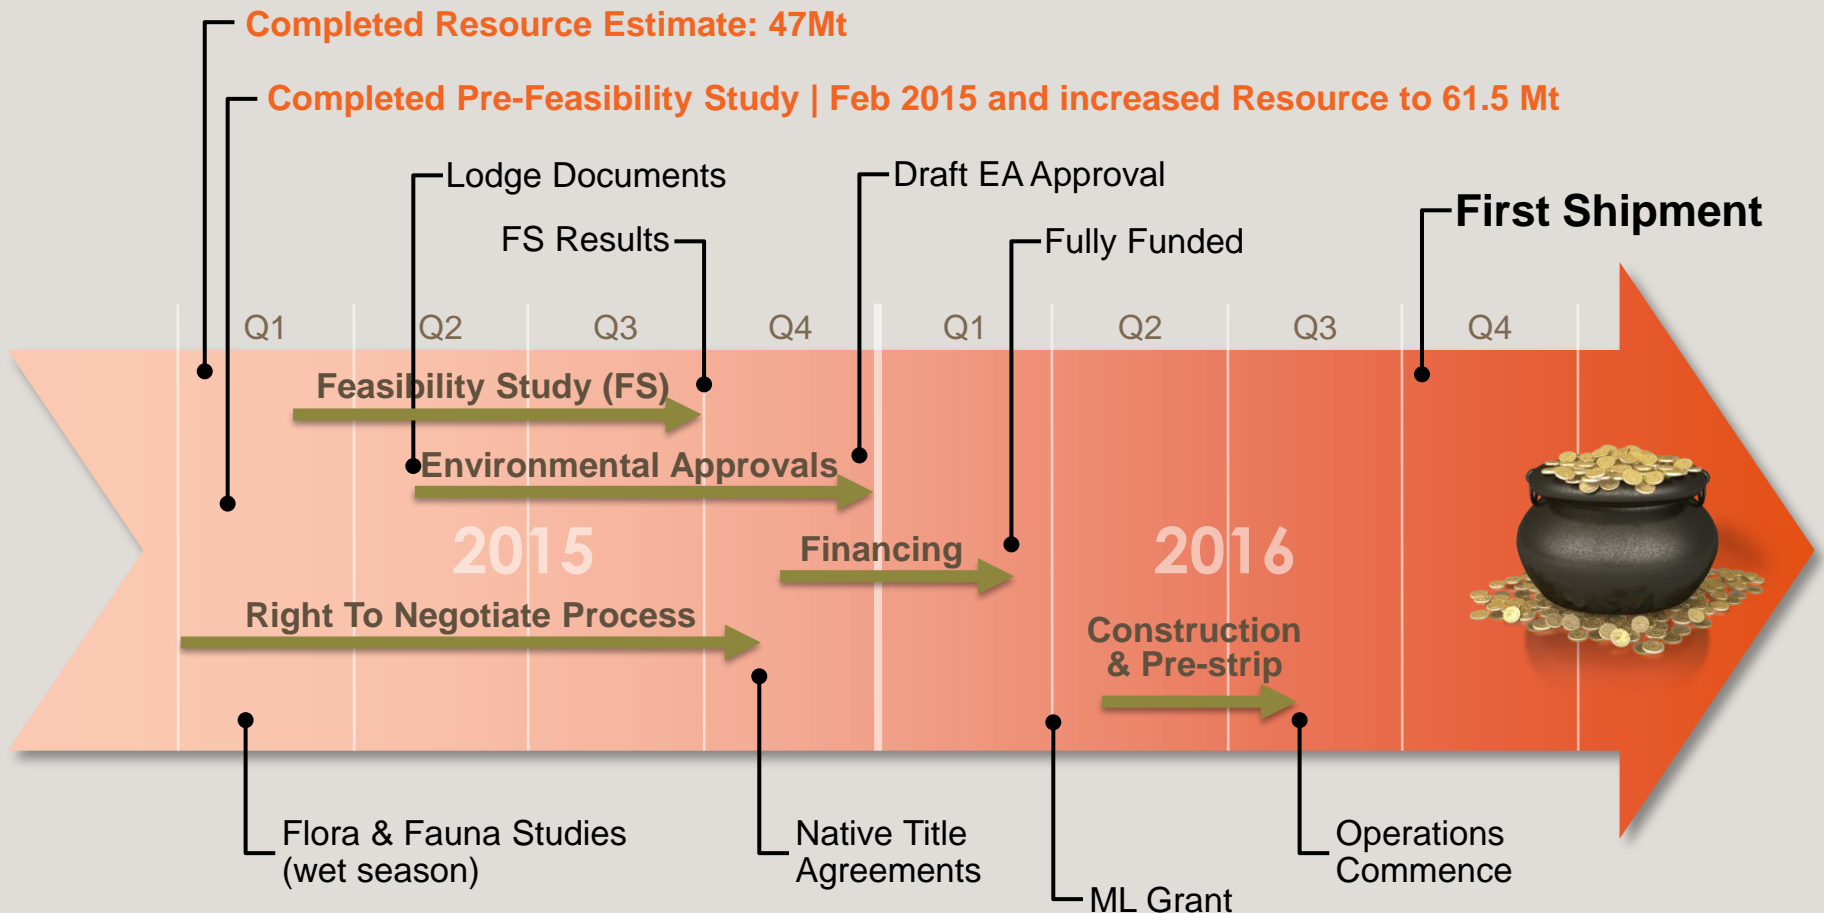 Completed Resource Estimate: 47Mt
Completed Pre-Feasibility Study | Feb 2015 and increased Resource to 61.5 Mt
Lodge Documents
Draft EA Approval
First Shipment
FS Results
Fully Funded
Q1
Q2
Q3
Q4
Q1
Q2
Q3
Q4
Feasibility Study (FS)
Environmental Approvals
2015
Financing
2016
Right To Negotiate Process
Construction
& Pre-strip
Flora & Fauna Studies
(wet season)
Native Title
Agreements
Operations
Commence
ML Grant